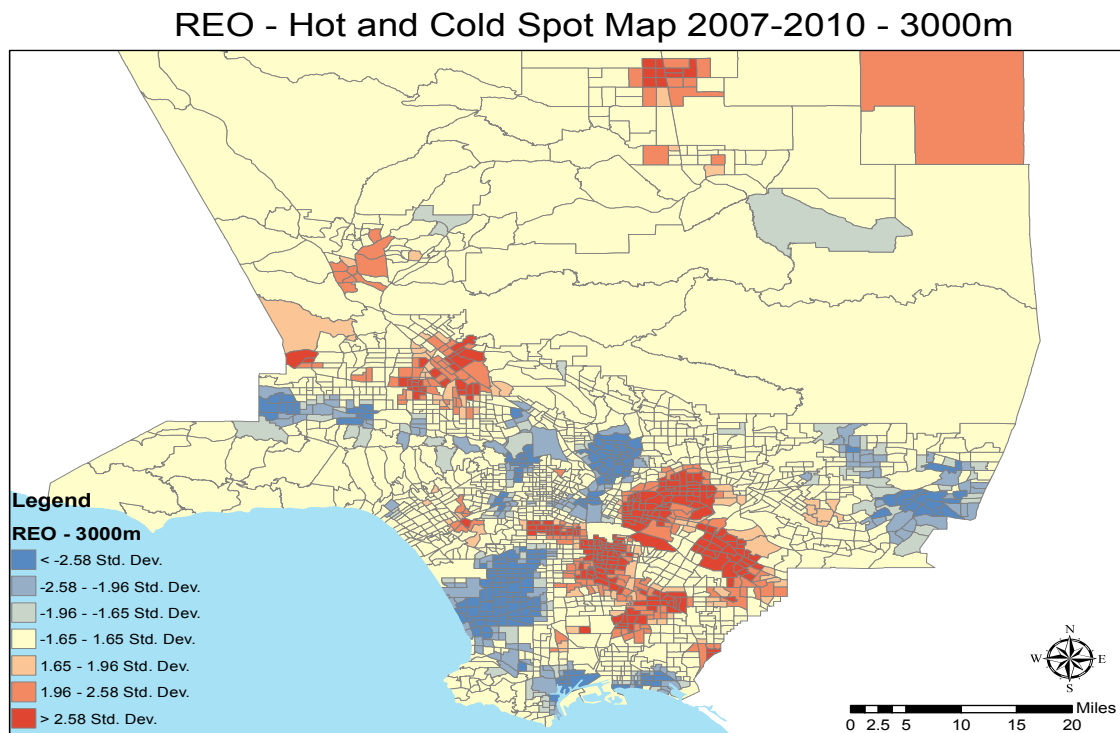 REO - Hot and Cold Spot Map 2007-2010 - 3000m
Legend
REO - 3000m
< -2.58 Std. Dev.
-2.58 - -1.96 Std. Dev.
-1.96 - -1.65 Std. Dev.
-1.65 - 1.65 Std. Dev.
1.65 - 1.96 Std. Dev.
1.96 - 2.58 Std. Dev.
> 2.58 Std. Dev.
N
W E
S
Miles
0 2.5 5 10 15 20